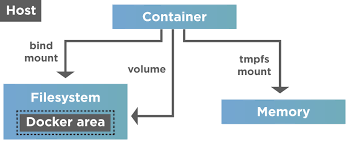 Host
Container
bind
mount
volume
tmpfs
mount
Filesystem
Docker area
Memory